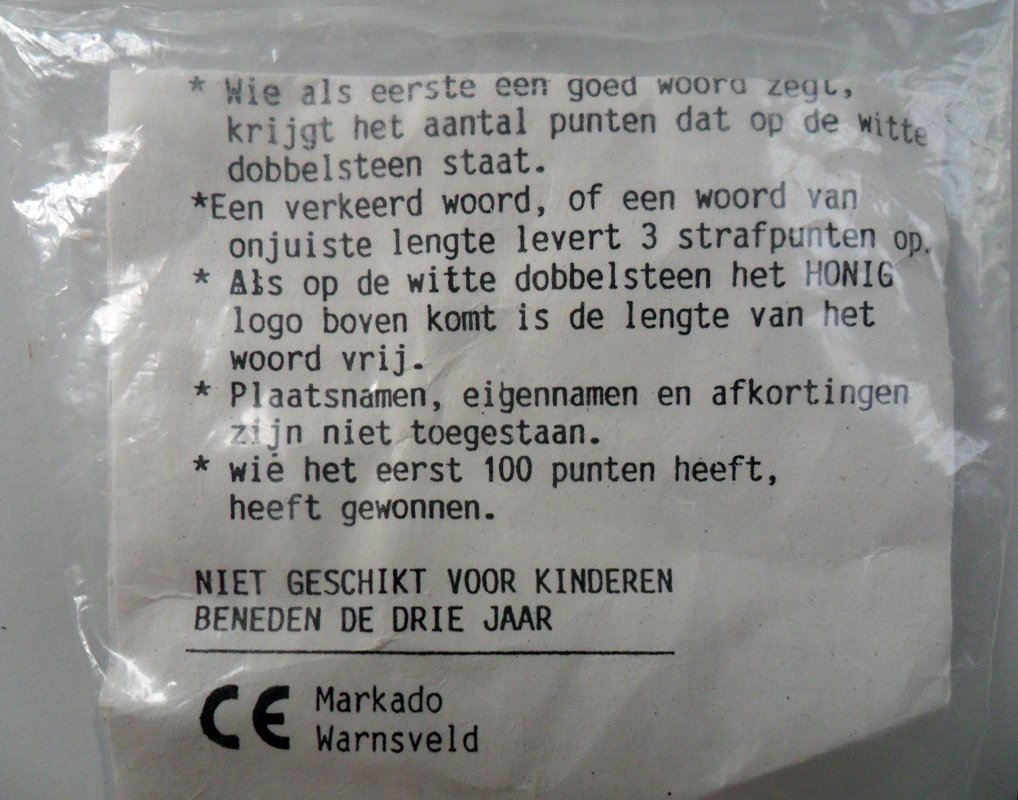 * Wie als eerste een goed woord zegt,
krijgt het aantal punten dat op de witte
dobbelsteen staat.
*Een verkeerd woord, of een woord van
onjuiste lengte levert 3 strafpunten op.
* Als op de witte dobbelsteen het HONIG
logo boven komt is de lengte van het
woord vrij.
* Plaatsnamen, eigennamen en afkortingen
zijn niet toegestaan.
* wie het eerst 100 punten heeft,
heeft gewonnen.
NIET GESCHIKT VOOR KINDEREN
BENEDEN DE DRIE JAAR
CE Markado
Warnsveld